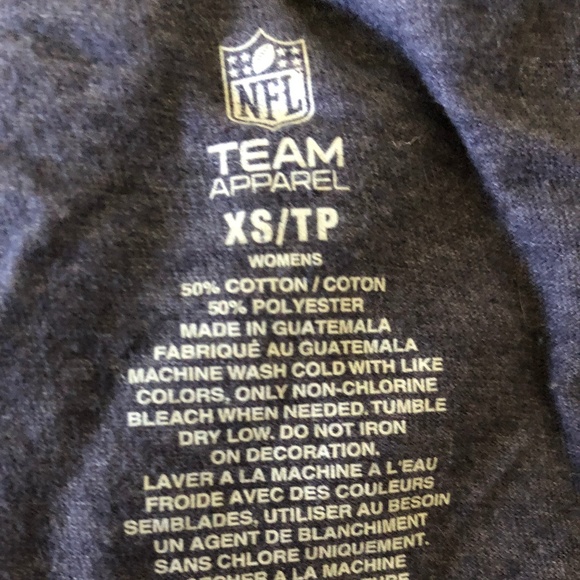 NFL
TEAM
APPAREL
XS/TP
WOMENS
50% COTTON / COTON
50% POLYESTER
MADE IN GUATEMALA
FABRIQUÉ AU GUATEMALA
MACHINE WASH COLD WITH LIKE
COLORS, ONLY NON-CHLORINE
BLEACH WHEN NEEDED. TUMBLE
DRY LOW. DO NOT IRON
ON DECORATION.
LAVER A LA MACHINE A L'EAU
FROIDE AVEC DES COULEURS
SEMBLADES, UTILISER AU BESOIN
UN AGENT DE BLANCHIMENT
SANS CHLORE UNIQUEMENT.
A LA MACHINE